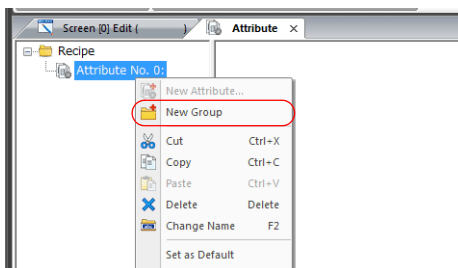 Screen [0] Edit ( ) Attribute ×
Recipe
Attribute No. 0:
New Attribute...
New Group
Cut Ctrl+X
Copy Ctrl+C
Paste Ctrl+V
Delete Delete
Change Name F2
Set as Default